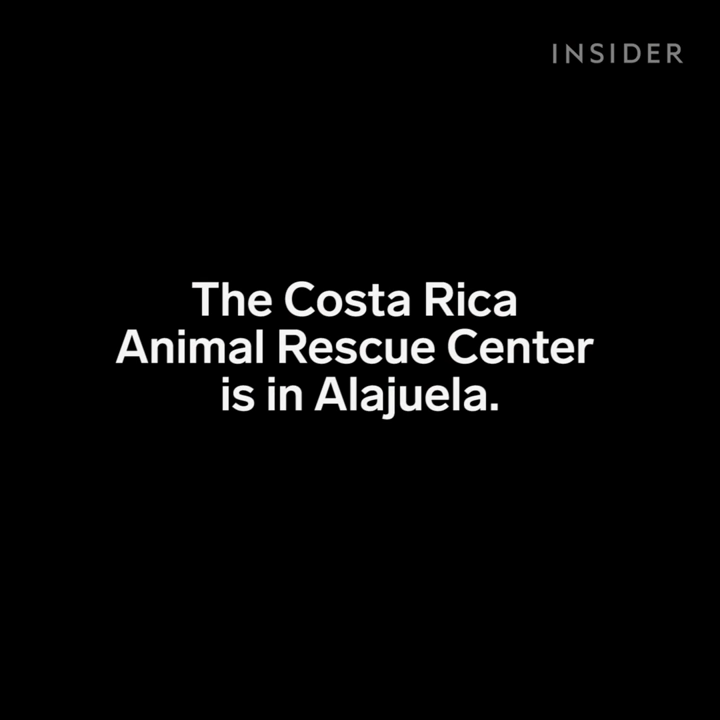 INSIDER
The Costa Rica
Animal Rescue Center
is in Alajuela.